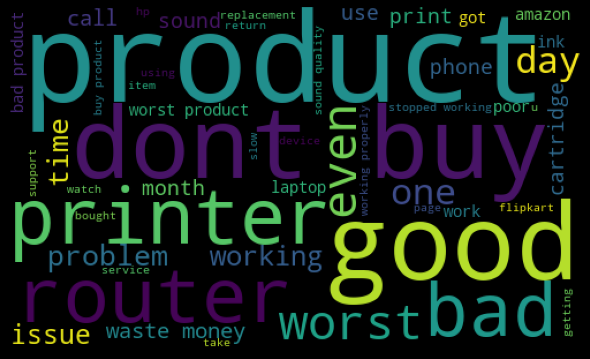 bad product
call
hp
sound
replacement
return
use
print
got
amazon
product
buy product
ink
day
phone
using
item
sound quality
worst product
stopped working
poor
u
dont buy
even
time
slow
device
working properly
cartridge
support
watch
month
laptop
one
printer
bought
page
work
flipkart
good
problem
working
service
router
worst
bad
getting
issue
waste money
take